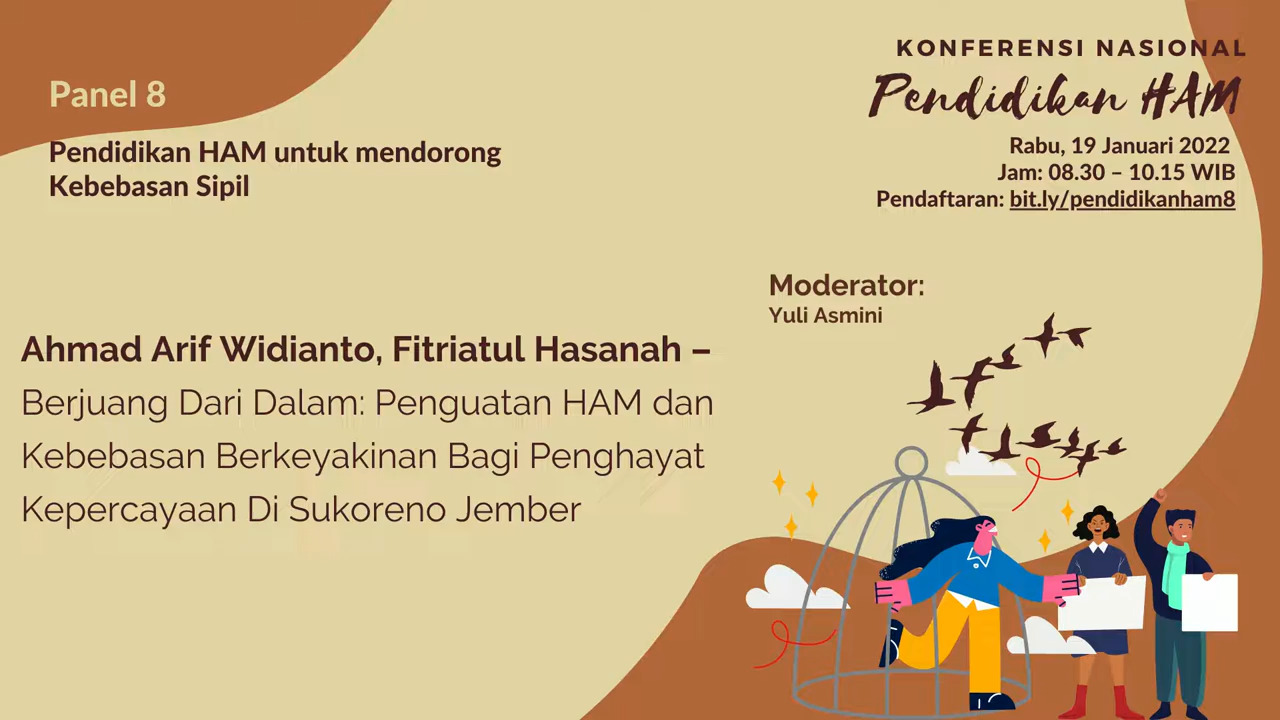 Panel 8
Pendidikan HAM untuk mendorong
Kebebasan Sipil
KONFERENSI NASIONAL
Pendidikan HAM
Rabu, 19 Januari 2022
Jam: 08.30 – 10.15 WIB
Pendaftaran: bit.ly/pendidikanham8
Moderator:
Yuli Asmini
Ahmad Arif Widianto, Fitriatul Hasanah –
Berjuang Dari Dalam: Penguatan HAM dan
Kebebasan Berkeyakinan Bagi Penghayat
Kepercayaan Di Sukoreno Jember